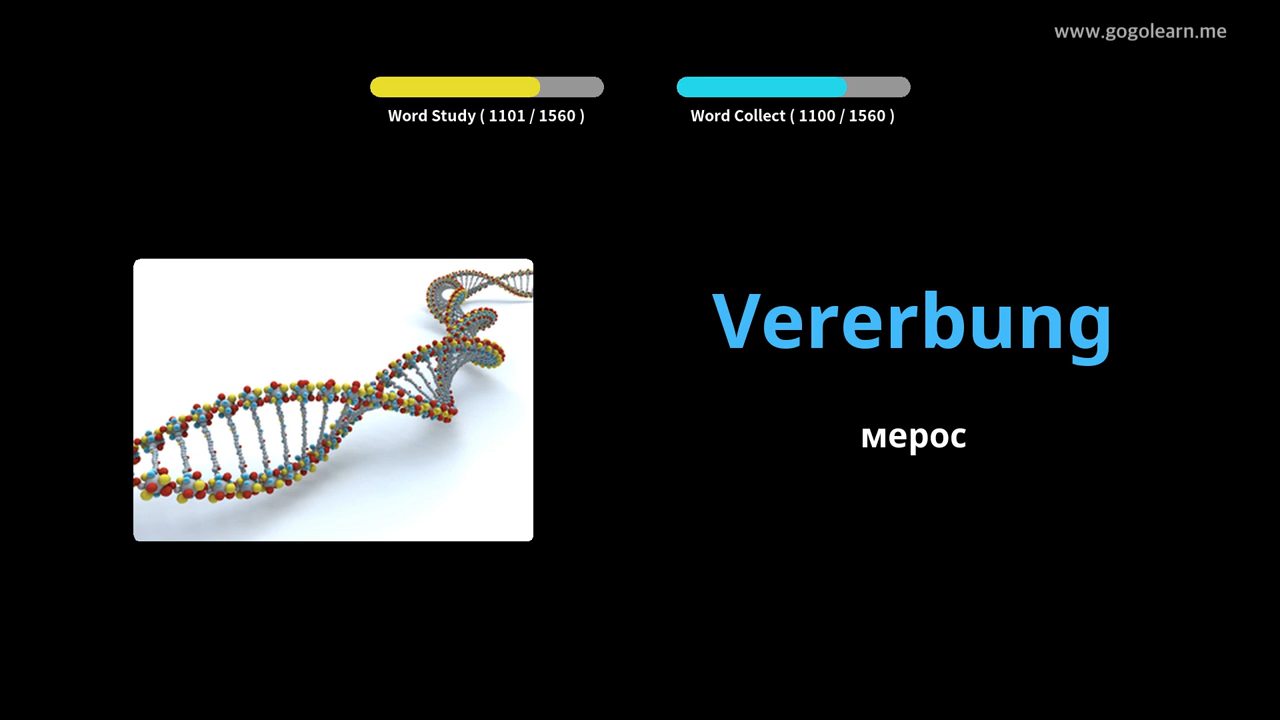 www.gogolearn.me
Word Study ( 1101 / 1560 )
Word Collect ( 1100 / 1560 )
Vererbung
мерос